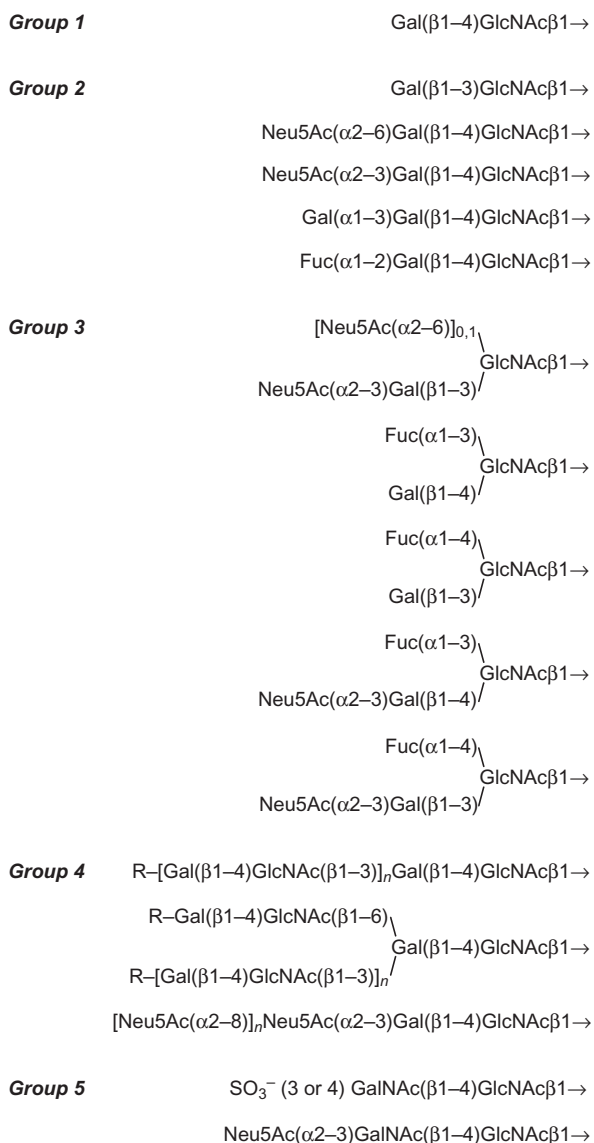 Group 1 Gal(β1–4)GlcNAcβ1→
Group 2 Gal(β1–3)GlcNAcβ1→
Neu5Ac(α2–6)Gal(β1–4)GlcNAcβ1→
Neu5Ac(α2–3)Gal(β1–4)GlcNAcβ1→
Gal(α1–3)Gal(β1–4)GlcNAcβ1→
Fuc(α1–2)Gal(β1–4)GlcNAcβ1→
Group 3 [Neu5Ac(α2–6)]0,1
GlcNAcβ1→
Neu5Ac(α2–3)Gal(β1–3)
Fuc(α1–3)
GlcNAcβ1→
Gal(β1–4)
Fuc(α1–4)
GlcNAcβ1→
Gal(β1–3)
Fuc(α1–3)
GlcNAcβ1→
Neu5Ac(α2–3)Gal(β1–4)
Fuc(α1–4)
GlcNAcβ1→
Neu5Ac(α2–3)Gal(β1–3)
Group 4 R–[Gal(β1–4)GlcNAc(β1–3)]nGal(β1–4)GlcNAcβ1→
R–Gal(β1–4)GlcNAc(β1–6)
Gal(β1–4)GlcNAcβ1→
R–[Gal(β1–4)GlcNAc(β1–3)]n
[Neu5Ac(α2–8)]nNeu5Ac(α2–3)Gal(β1–4)GlcNAcβ1→
Group 5 SO3– (3 or 4) GalNAc(β1–4)GlcNAcβ1→
Neu5Ac(α2–3)GalNAc(β1–4)GlcNAcβ1→